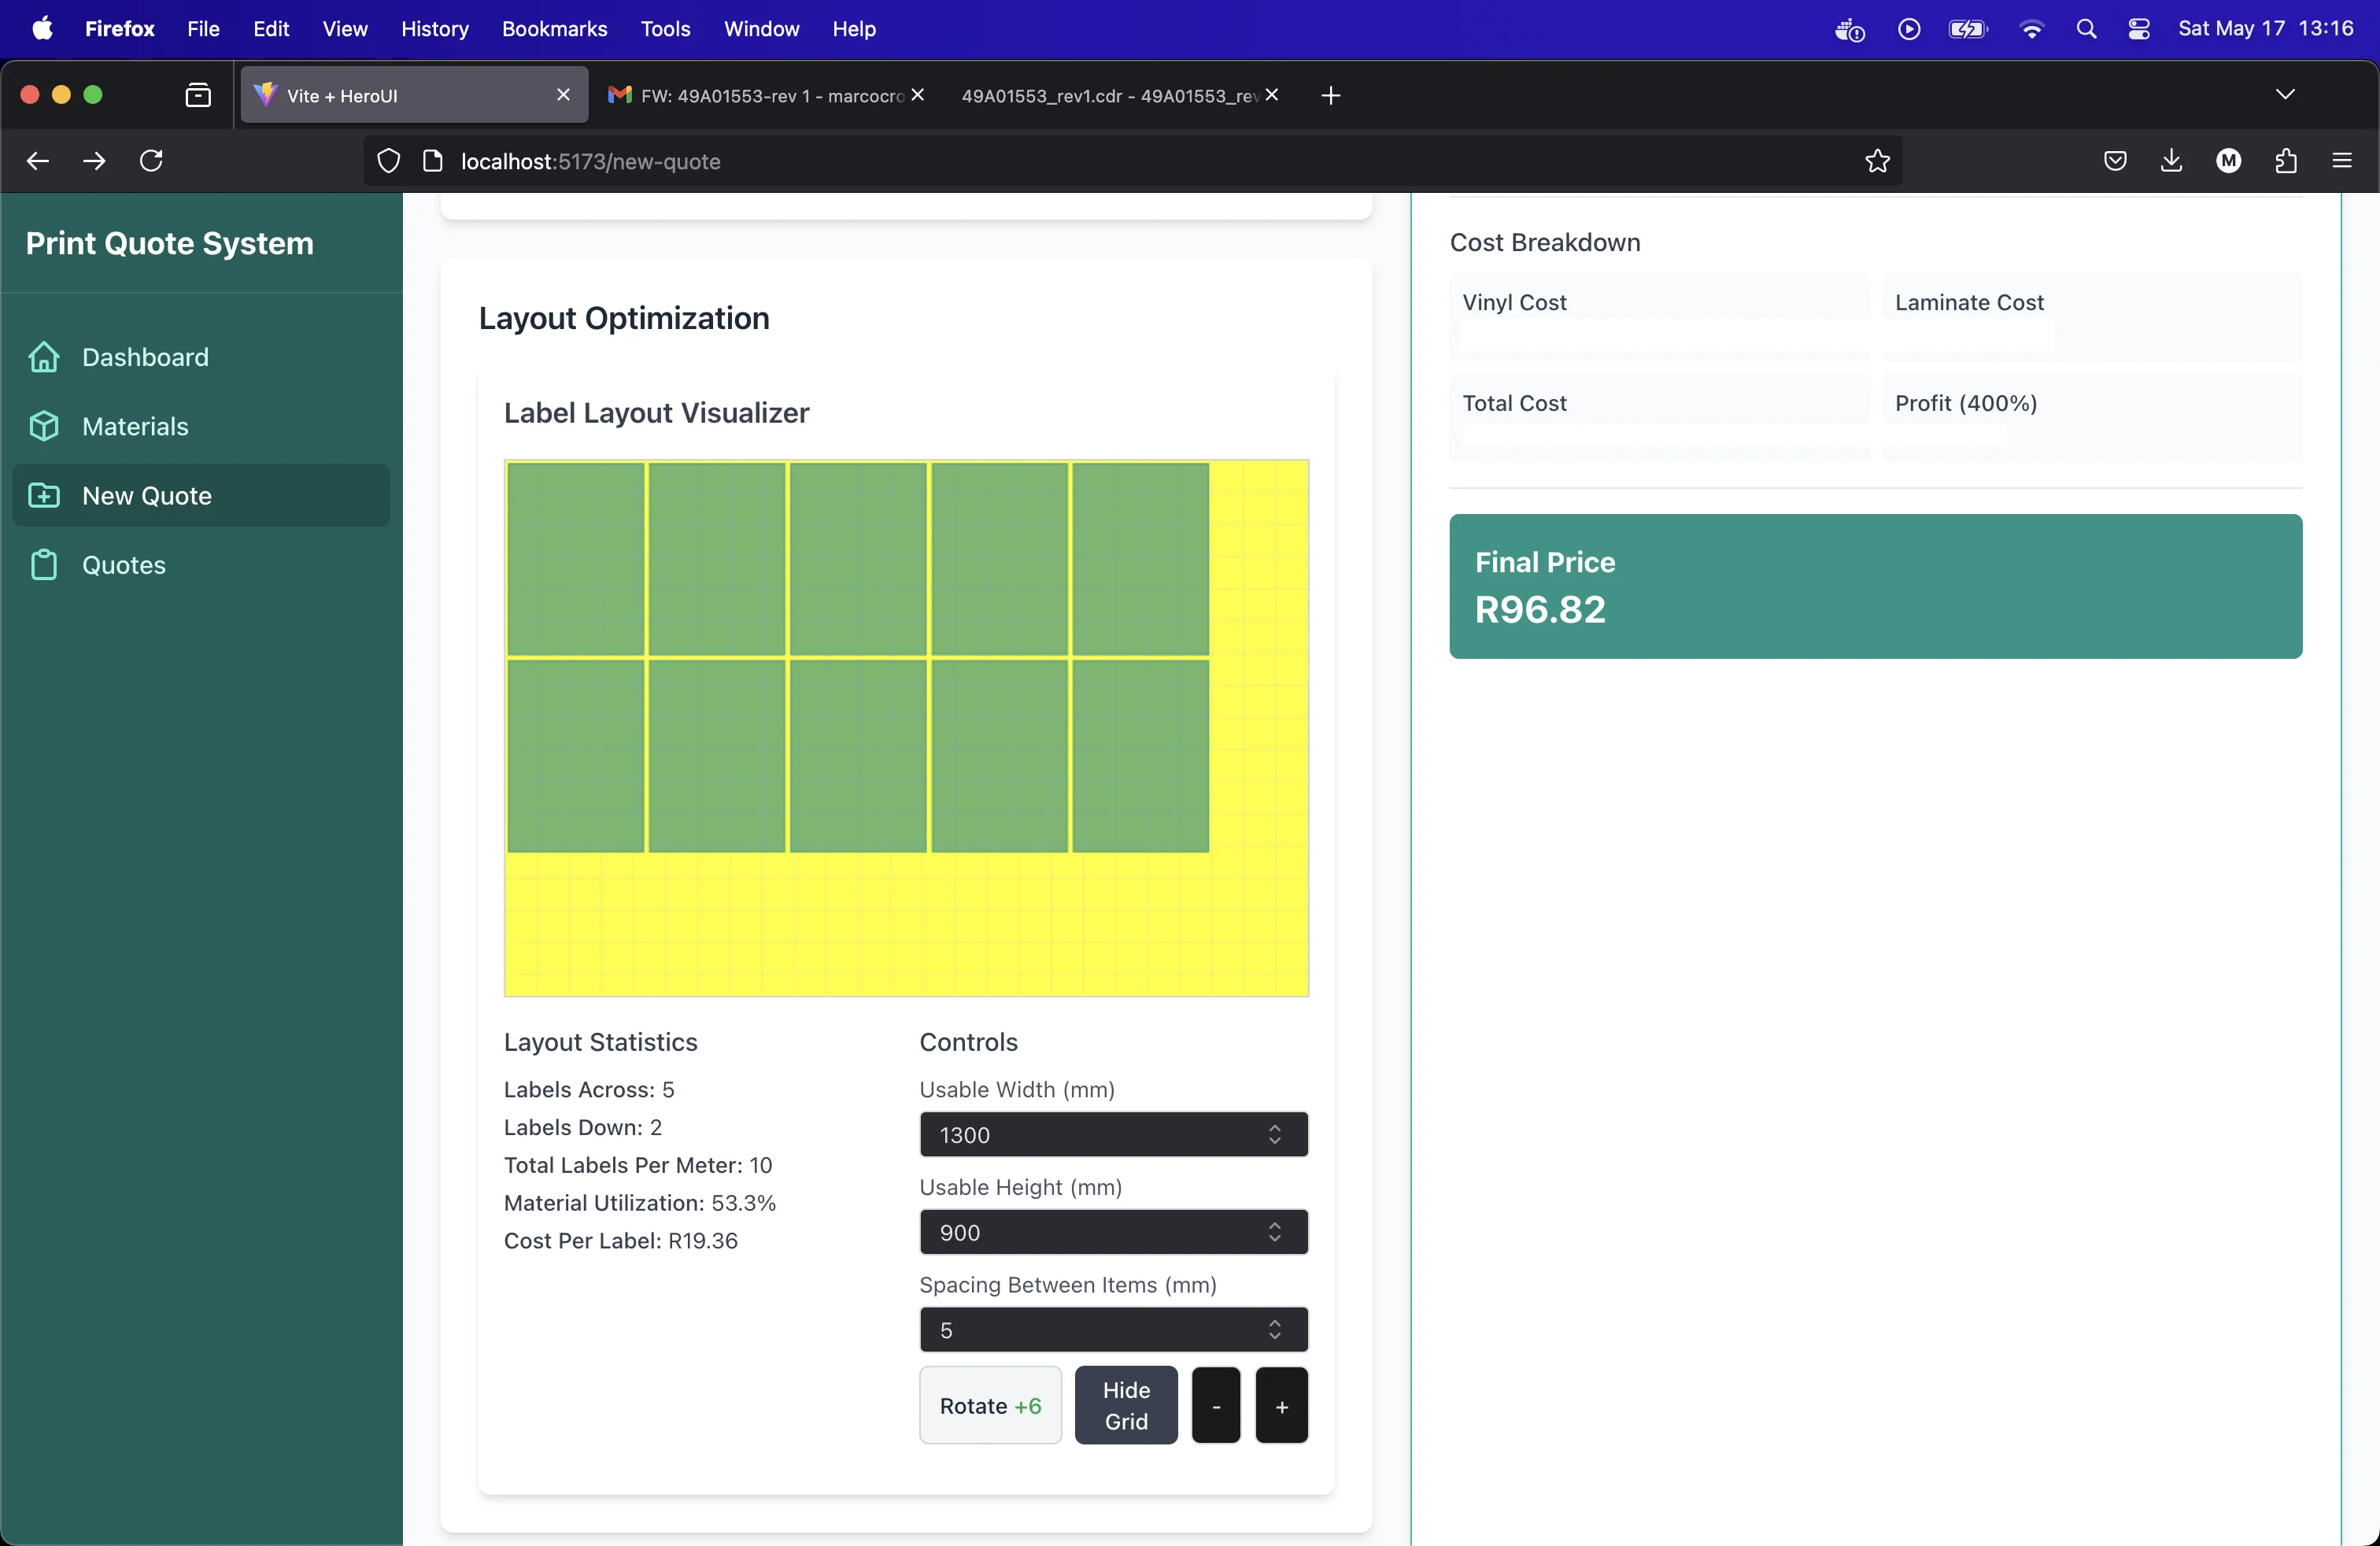 Firefox File Edit View History Bookmarks Tools Window Help
Sat May 17 13:16
Vite + HeroUI
FW: 49A01553-rev 1 - marcocro
49A01553_rev1.cdr - 49A01553_rev
localhost:5173/new-quote
M
Print Quote System
Dashboard
Materials
New Quote
Quotes
Layout Optimization
Label Layout Visualizer
Layout Statistics
Labels Across: 5
Labels Down: 2
Total Labels Per Meter: 10
Material Utilization: 53.3%
Cost Per Label: R19.36
Controls
Usable Width (mm)
1300
Usable Height (mm)
900
Spacing Between Items (mm)
5
Rotate +6
Hide
Grid
-
+
Cost Breakdown
Vinyl Cost
Laminate Cost
Total Cost
Profit (400%)
Final Price
R96.82